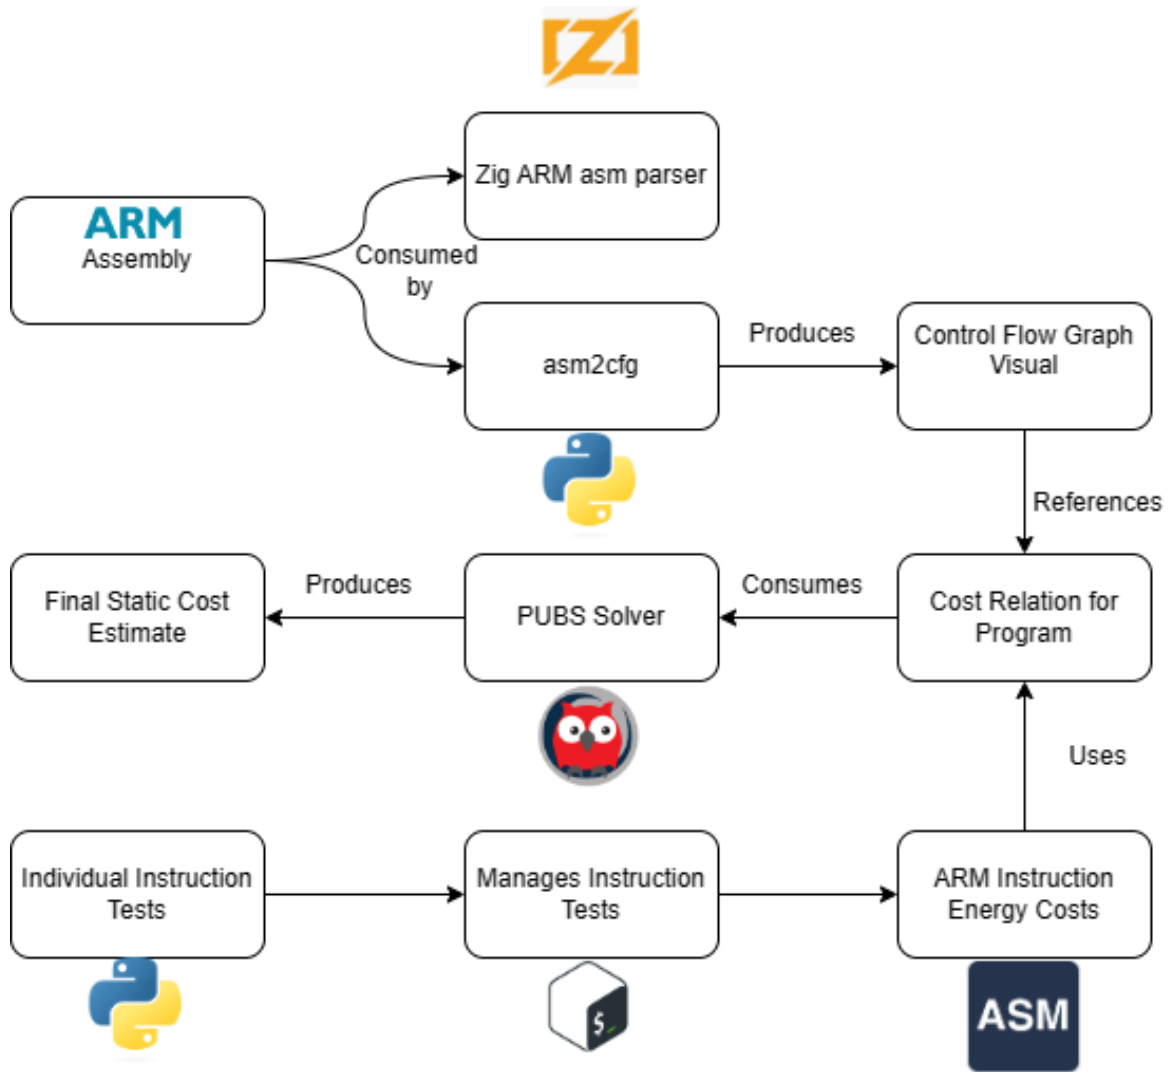 Z
Zig ARM asm parser
ARM
Assembly
Consumed
by
asm2cfg
Produces
Control Flow Graph
Visual
References
Final Static Cost
Estimate
Produces
PUBS Solver
Consumes
Cost Relation for
Program
Uses
Individual Instruction
Tests
Manages Instruction
Tests
ARM Instruction
Energy Costs
$_
ASM